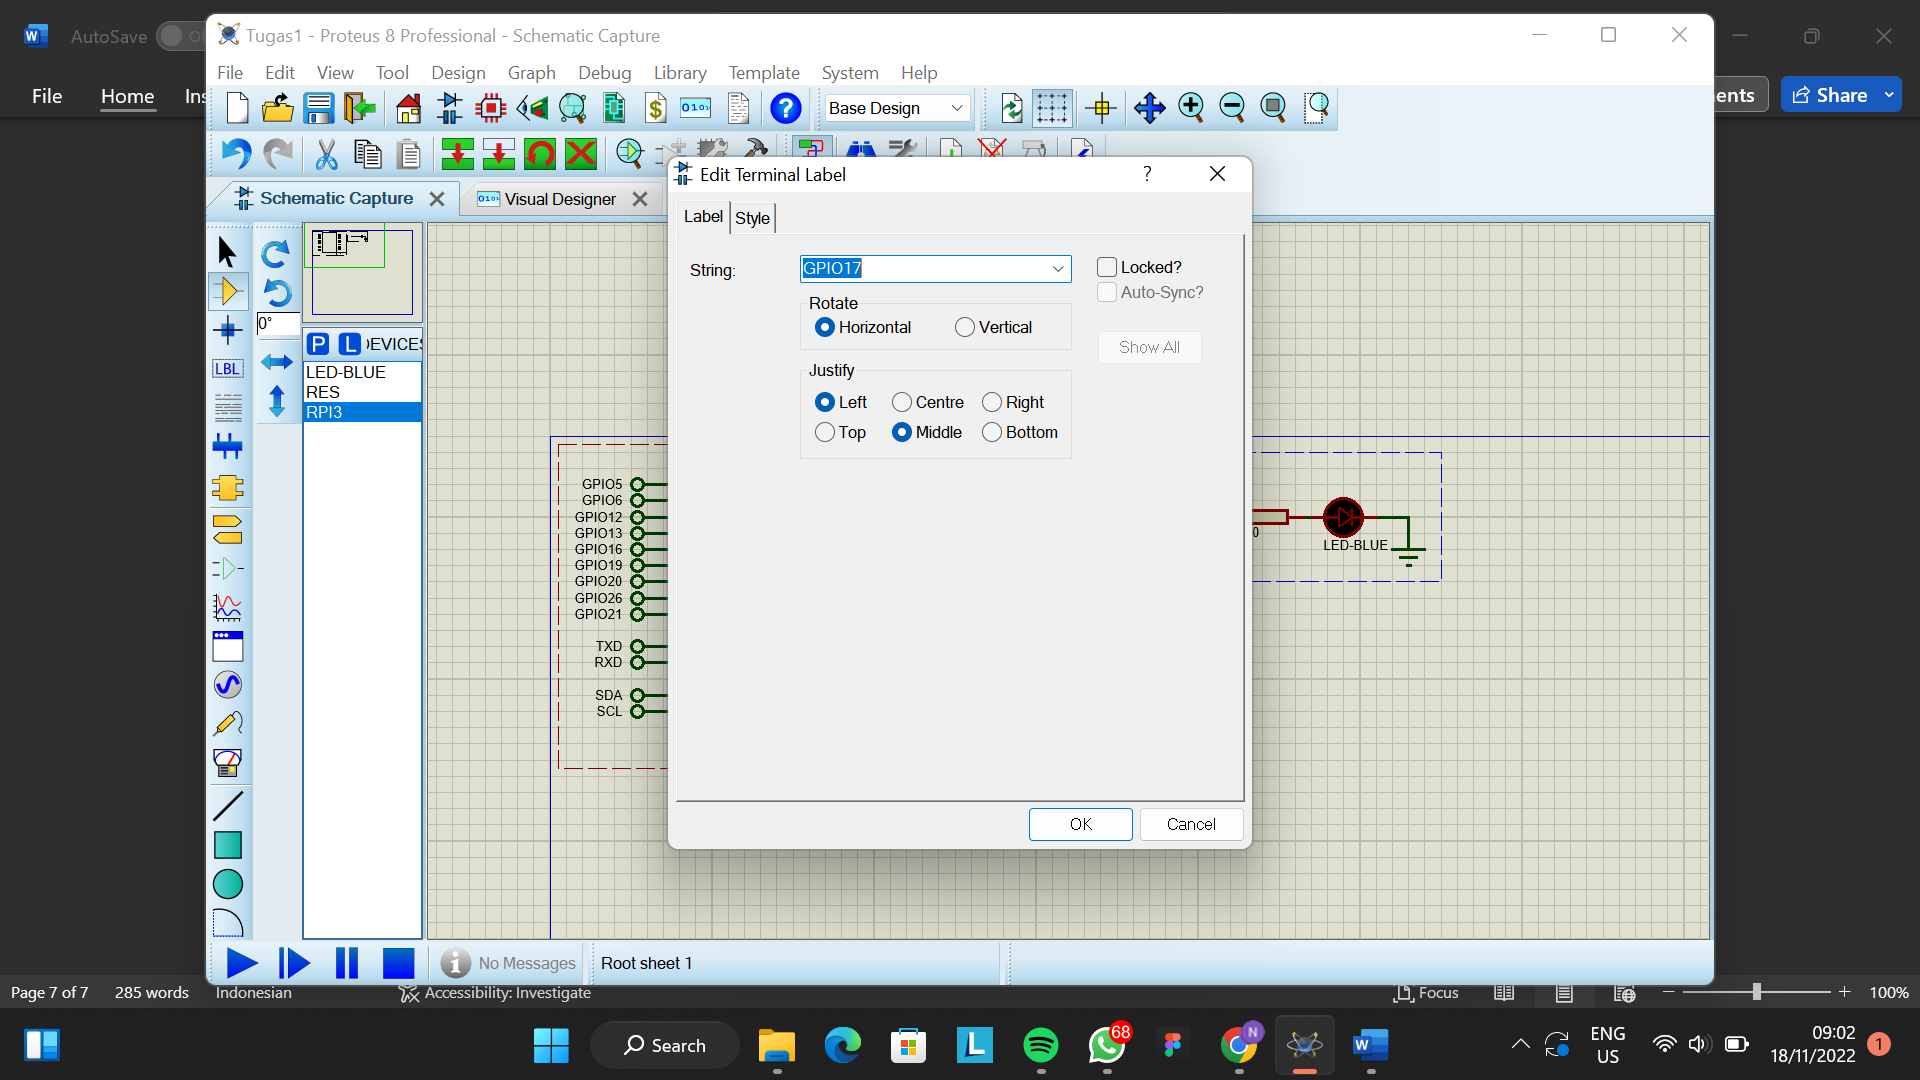 AutoSave
Tugas1 - Proteus 8 Professional - Schematic Capture
File Edit View Tool Design Graph Debug Library Template System Help
File Home
Share
Base Design
Schematic Capture
Visual Designer
Edit Terminal Label
?
Label Style
String: GPIO17
Locked?
Auto-Sync?
Rotate
Horizontal Vertical
Show All
Justify
Left Centre Right
Top Middle Bottom
OK Cancel
0°
P L
LBL
LED-BLUE
RES
RPI3
GPIO5
GPIO6
GPIO12
GPIO13
GPIO16
GPIO19
GPIO20
GPIO26
GPIO21
TXD
RXD
SDA
SCL
0
LED-BLUE
No Messages
Root sheet 1
Page 7 of 7 285 words Indonesian Accessibility: Investigate Focus 100%
Search
68
N
ENG
US
09:02
18/11/2022
1